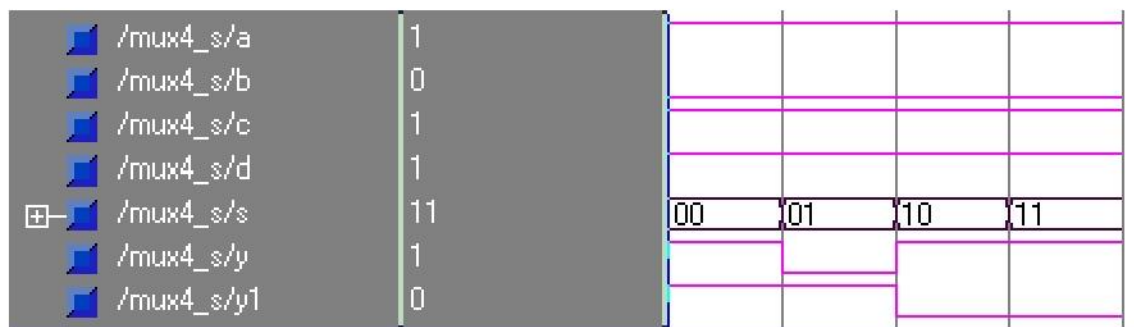 /mux4_s/a 1
/mux4_s/b 0
/mux4_s/c 1
/mux4_s/d 1
/mux4_s/s 11 00 01 10 11
/mux4_s/y 1
/mux4_s/y1 0